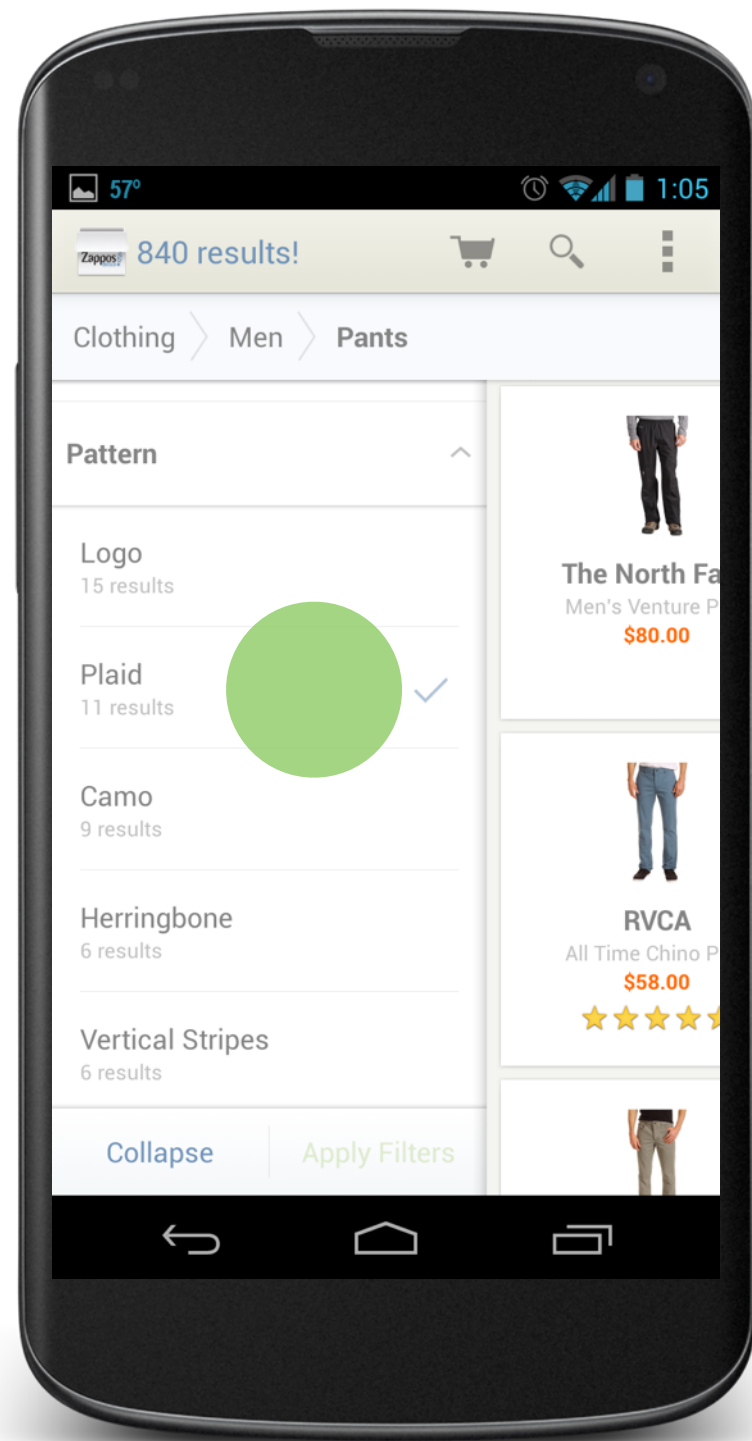 57°
1:05
Zappos
840 results!
Clothing
Men
Pants
Pattern
Logo
15 results
Plaid
11 results
Camo
9 results
Herringbone
6 results
Vertical Stripes
6 results
Collapse
Apply Filters
The North Fa
Men's Venture P
$80.00
RVCA
All Time Chino P
$58.00